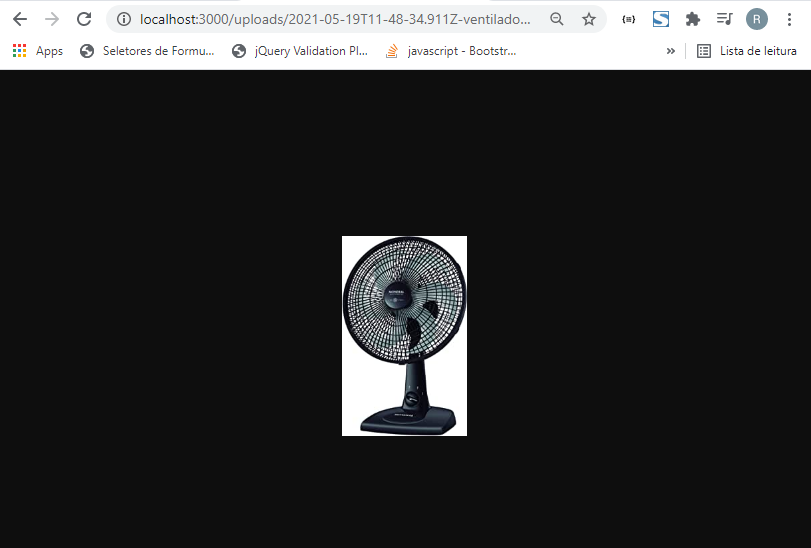 localhost:3000/uploads/2021-05-19T11-48-34.911Z-ventilado...
R
Apps Seletores de Formu... jQuery Validation Pl... javascript - Bootstr... » Lista de leitura